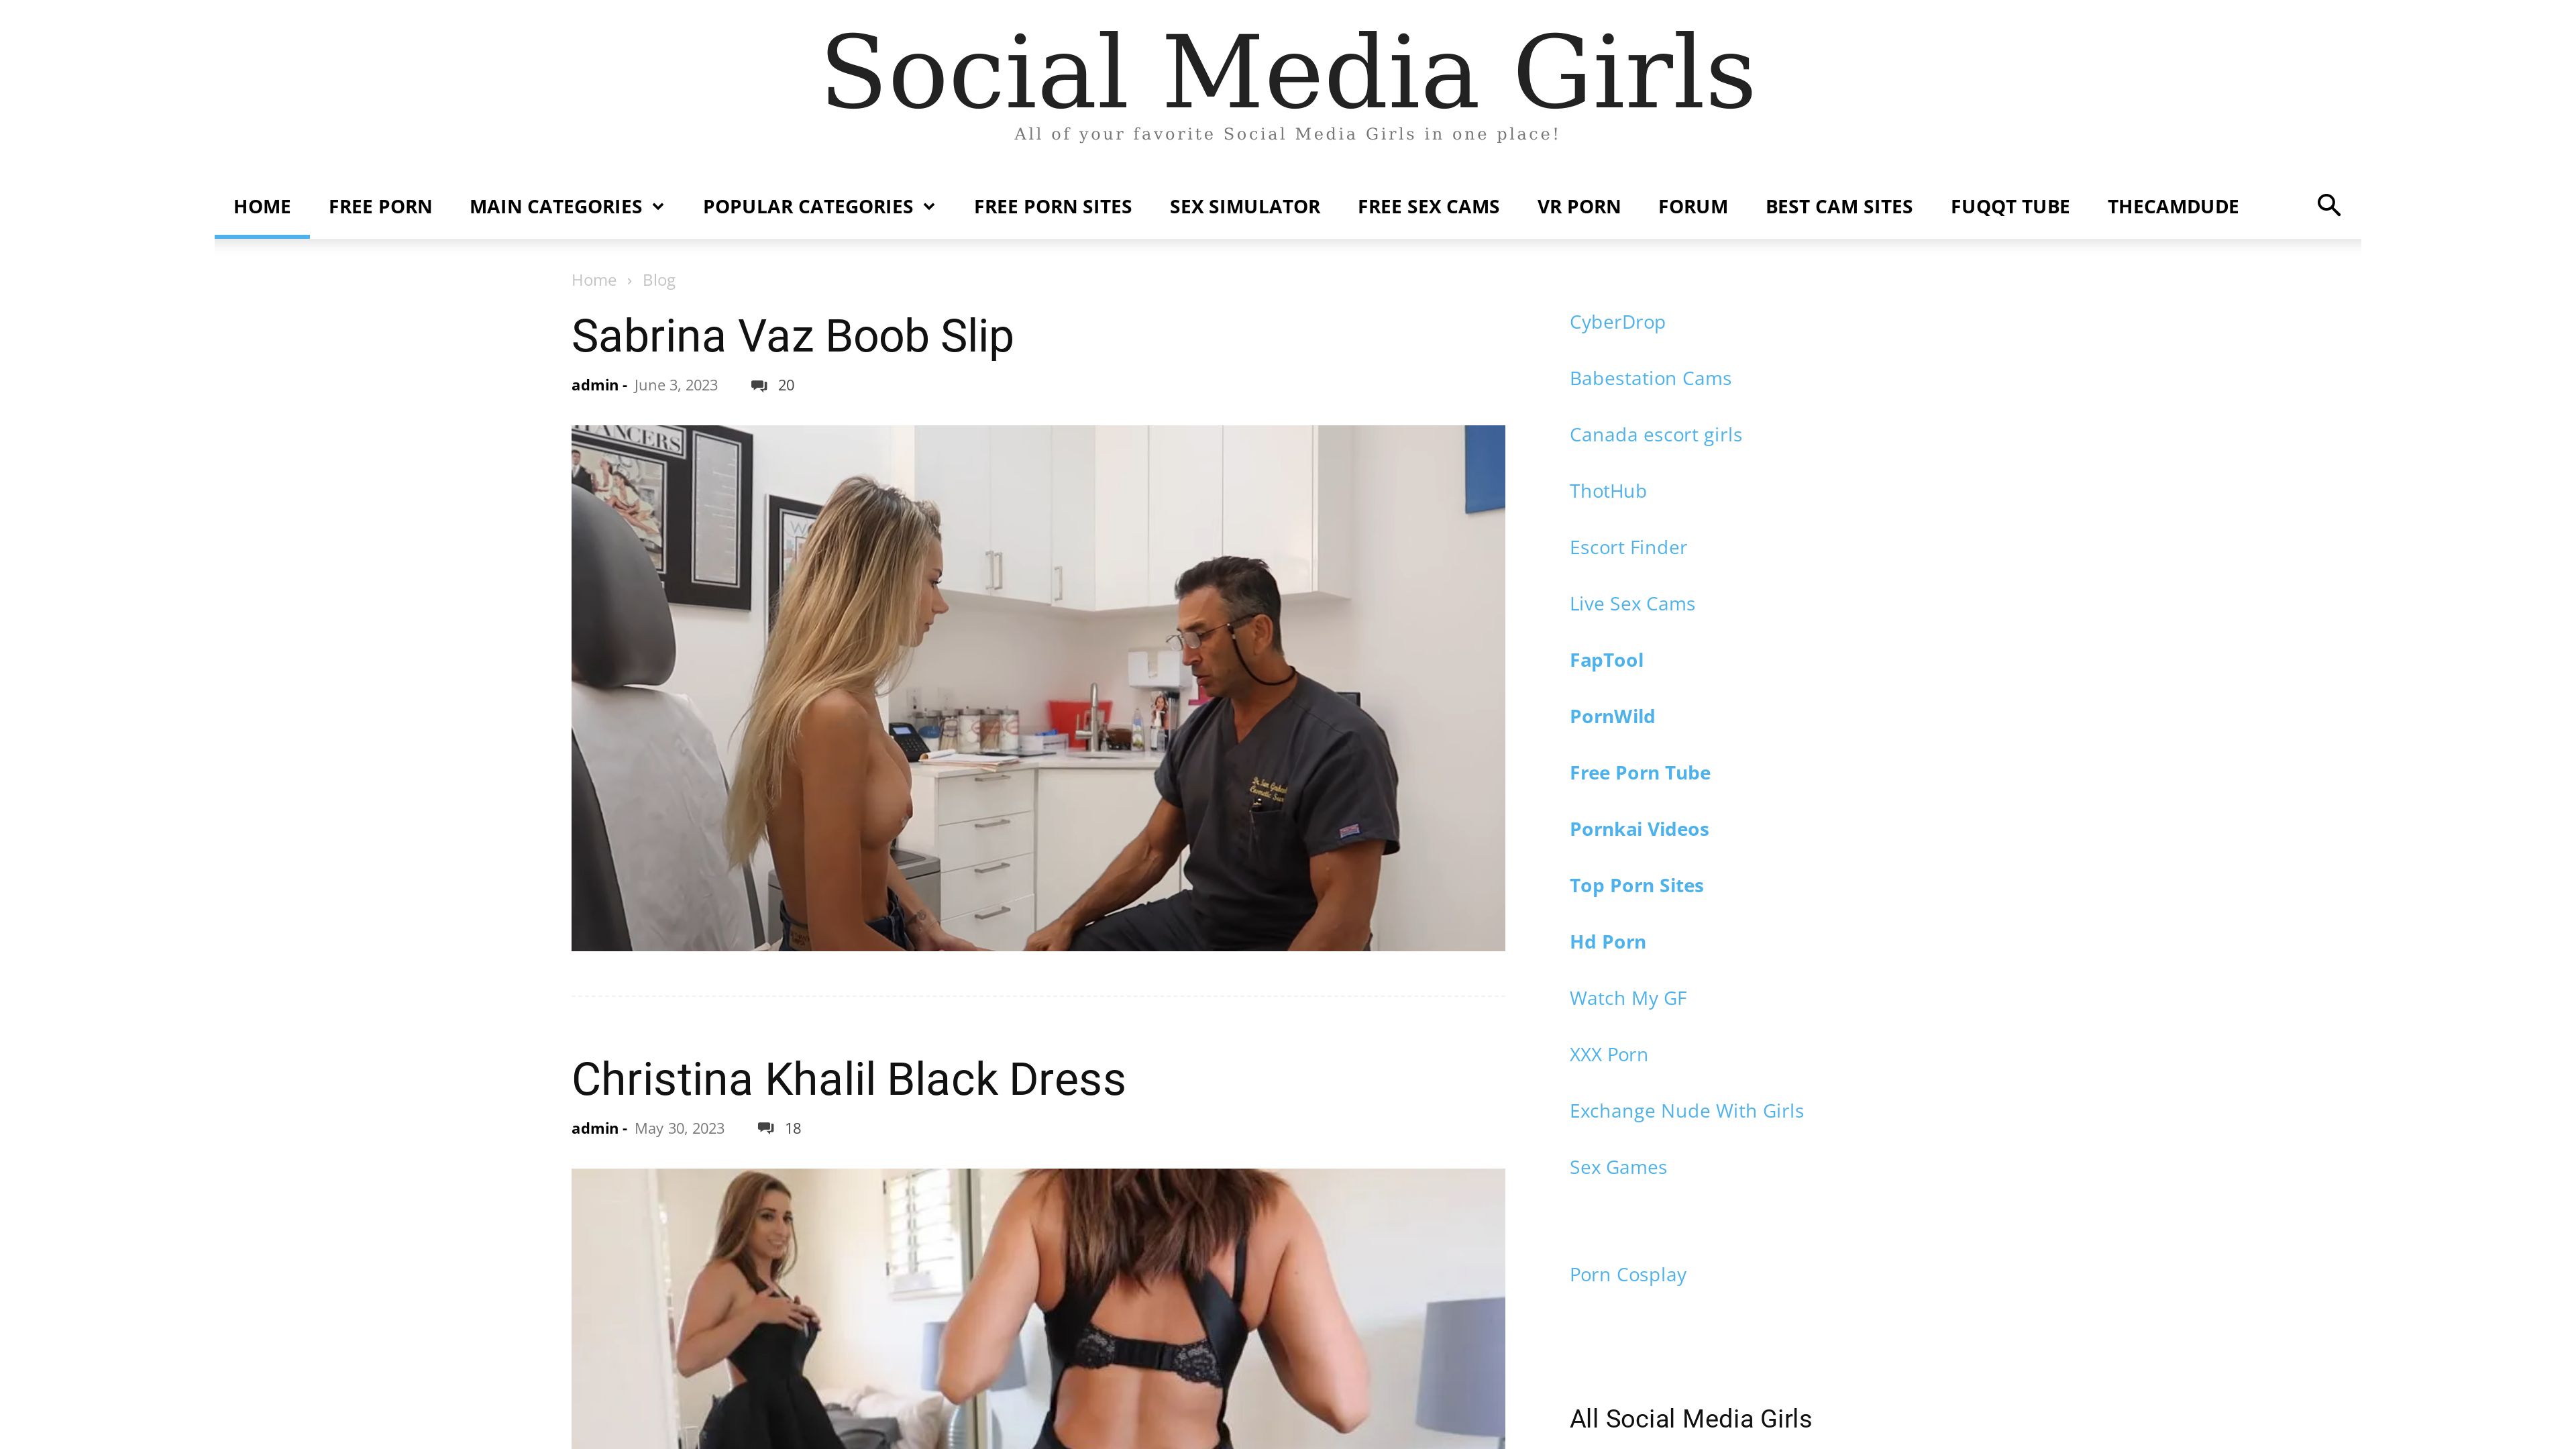 Social Media Girls
All of your favorite Social Media Girls in one place!
HOME FREE PORN MAIN CATEGORIES POPULAR CATEGORIES FREE PORN SITES SEX SIMULATOR FREE SEX CAMS VR PORN FORUM BEST CAM SITES FUQQT TUBE THECAMDUDE
Home › Blog
Sabrina Vaz Boob Slip
admin - June 3, 2023 20
Christina Khalil Black Dress
admin - May 30, 2023 18
CyberDrop
Babestation Cams
Canada escort girls
ThotHub
Escort Finder
Live Sex Cams
FapTool
PornWild
Free Porn Tube
Pornkai Videos
Top Porn Sites
Hd Porn
Watch My GF
XXX Porn
Exchange Nude With Girls
Sex Games
Porn Cosplay
All Social Media Girls